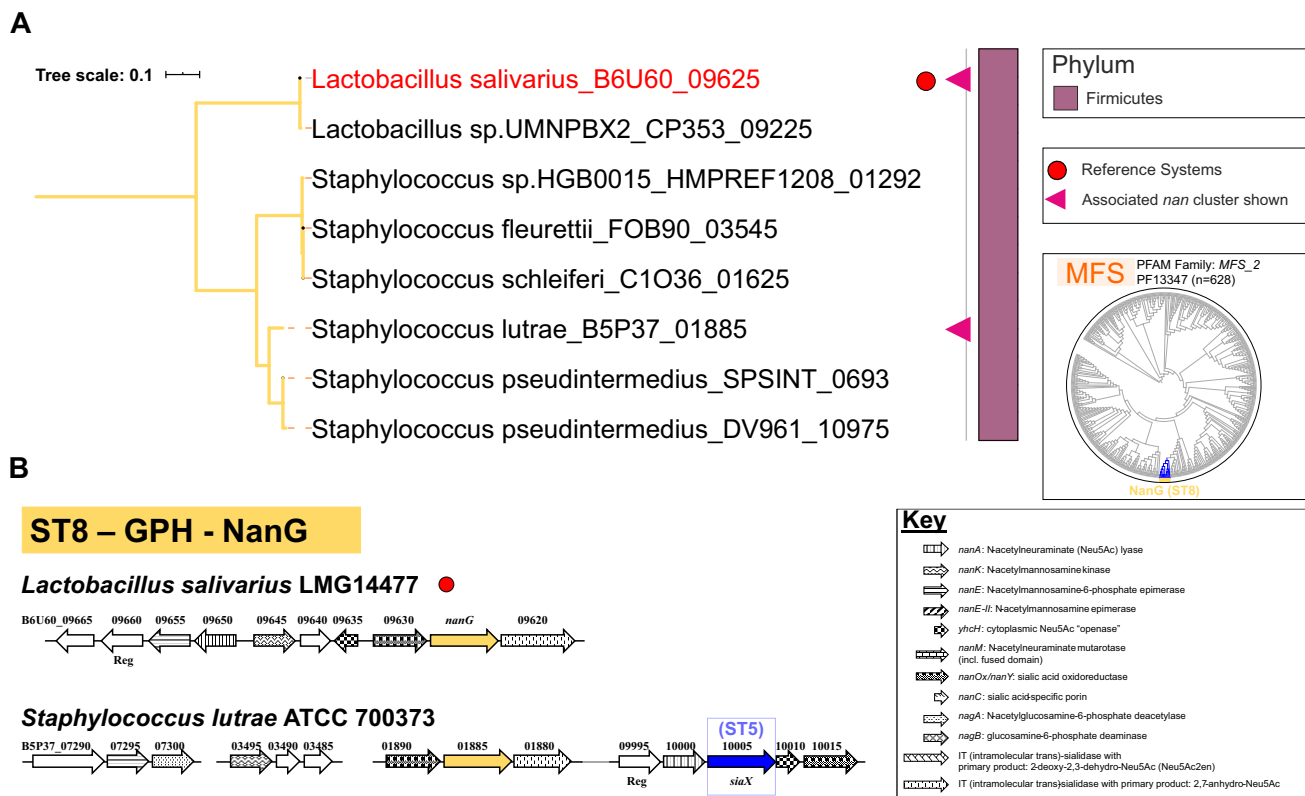 A
Tree scale: 0.1
Lactobacillus salivarius_B6U60_09625
Lactobacillus sp.UMNPBX2_CP353_09225
Staphylococcus sp.HGB0015_HMPREF1208_01292
Staphylococcus fleurettii_FOB90_03545
Staphylococcus schleiferi_C1O36_01625
Staphylococcus lutrae_B5P37_01885
Staphylococcus pseudintermedius_SPSINT_0693
Staphylococcus pseudintermedius_DV961_10975
Phylum
Firmicutes
Reference Systems
Associated nan cluster shown
MFS PFAM Family: MFS_2
PF13347 (n=628)
NanG (ST8)
B
ST8 – GPH - NanG
Lactobacillus salivarius LMG14477
B6U60_09665 09660 09655 09650 09645 09640 09635 09630 nanG 09620
Reg
Staphylococcus lutrae ATCC 700373
(ST5)
B5P37_07290 07295 07300 03495 03490 03485 01890 01885 01880 09995 10000 10005 10010 10015
Reg siaX
Key
nanA: N-acetylneuraminate (Neu5Ac) lyase
nanK: N-acetylmannosamine kinase
nanE: N-acetylmannosamine-6-phosphate epimerase
nanE-II: N-acetylmannosamine epimerase
yhcH: cytoplasmic Neu5Ac "openase"
nanM: N-acetylneuraminate mutarotase
(incl. fused domain)
nanOx/nanY: sialic acid oxidoreductase
nanC: sialic acid-specific porin
nagA: N-acetylglucosamine-6-phosphate deacetylase
nagB: glucosamine-6-phosphate deaminase
IT (intramolecular trans)-sialidase with
primary product: 2-deoxy-2,3-dehydro-Neu5Ac (Neu5Ac2en)
IT (intramolecular trans)-sialidase with primary product: 2,7-anhydro-Neu5Ac